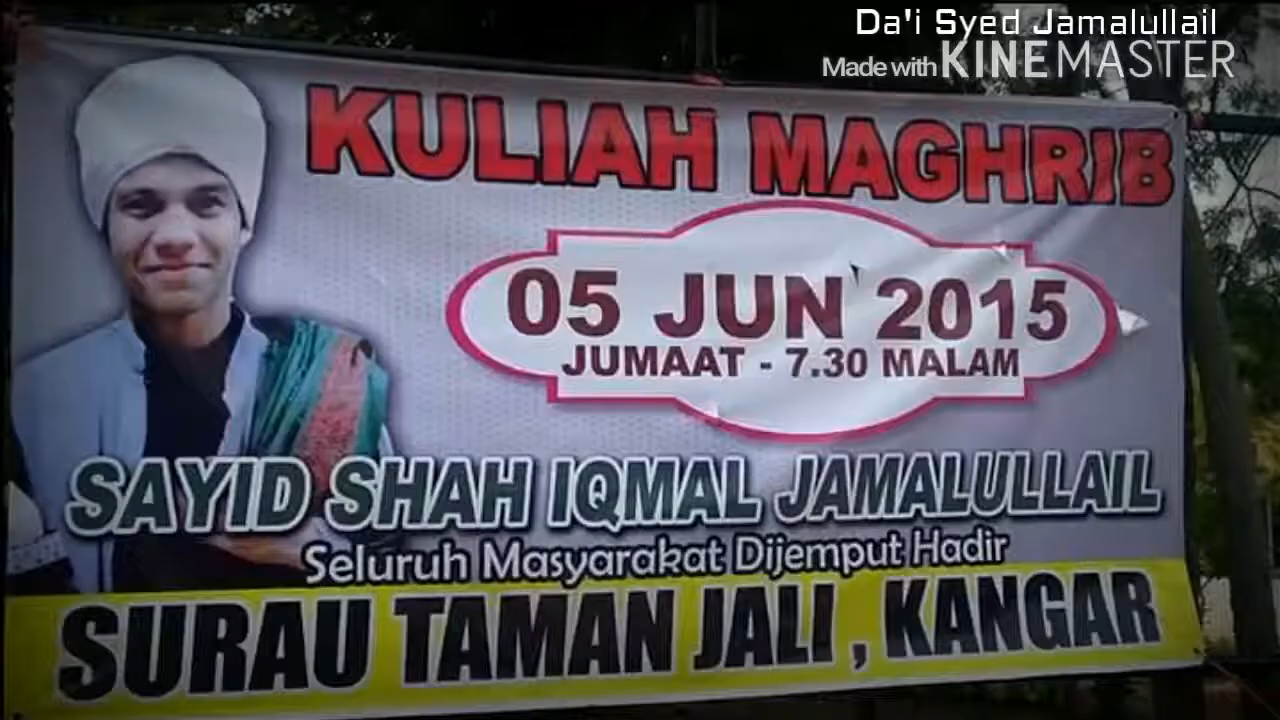 Da'i Syed Jamalullail
Made with KINEMASTER
KULIAH MAGHRIB
05 JUN 2015
JUMAAT - 7.30 MALAM
SAYID SHAH IQMAL JAMALULLAIL
Seluruh Masyarakat Dijemput Hadir
SURAU TAMAN JALI , KANGAR